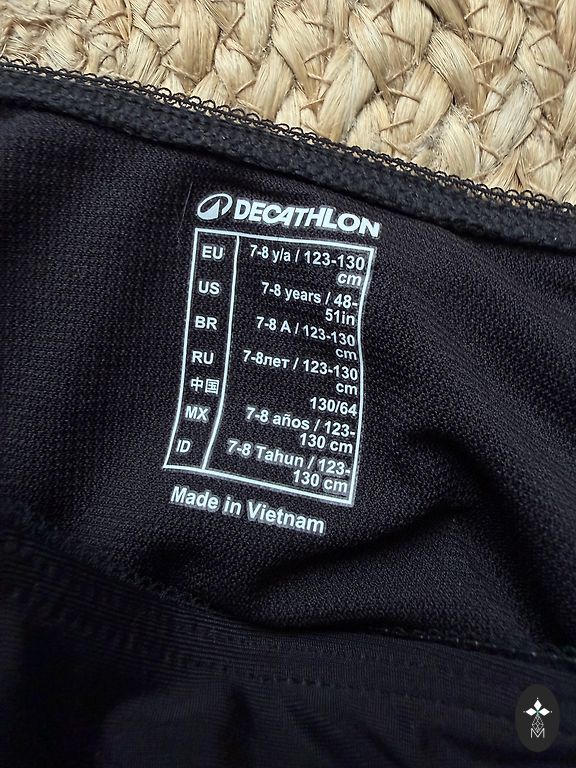 DECATHLON
EU 7-8 y/a / 123-130
cm
US 7-8 years / 48-
51in
BR 7-8 A / 123-130
cm
RU 7-8лет / 123-130
cm
中国 130/64
MX 7-8 años / 123-
130 cm
ID 7-8 Tahun / 123-
130 cm
Made in Vietnam
M